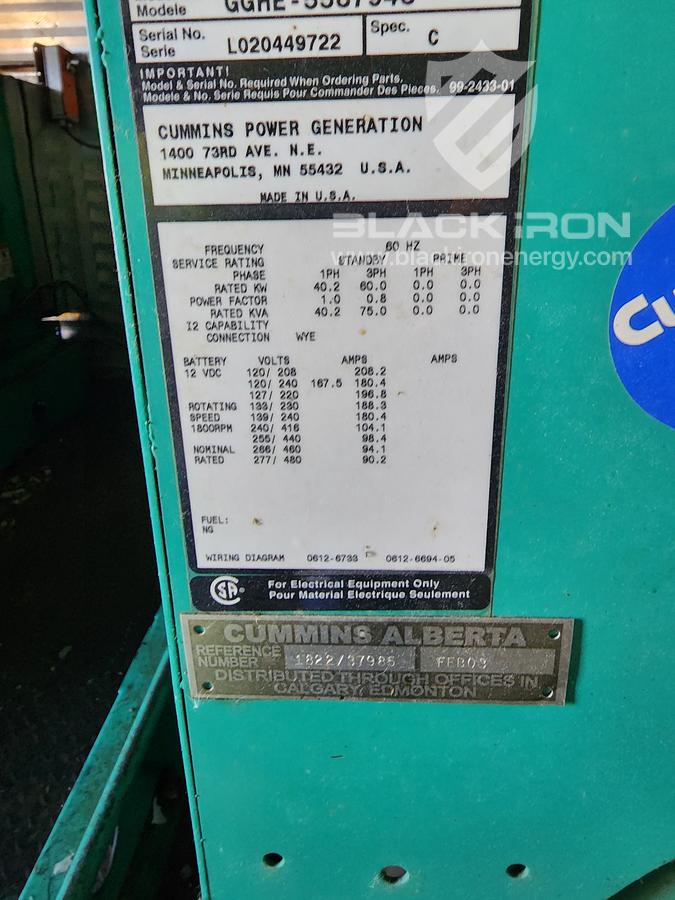 Modele GGHE-5587948
Serial No. Serie L020449722 Spec. C
IMPORTANT!
Model & Serial No. Required When Ordering Parts.
Modele & No. Serie Requis Pour Commander Des Pieces. 99-2433-01
CUMMINS POWER GENERATION
1400 73RD AVE. N.E.
MINNEAPOLIS, MN 55432 U.S.A.
MADE IN U.S.A.
BLACK IRON
www.blackironenergy.com
FREQUENCY 60 HZ
SERVICE RATING STANDBY PRIME
PHASE 1PH 3PH 1PH 3PH
RATED KW 40.2 60.0 0.0 0.0
POWER FACTOR 1.0 0.8 0.0 0.0
RATED KVA 40.2 75.0 0.0 0.0
I2 CAPABILITY
CONNECTION WYE
BATTERY VOLTS AMPS AMPS
12 VDC 120/ 208 208.2
120/ 240 167.5 180.4
127/ 220 196.8
ROTATING 133/ 230 188.3
SPEED 139/ 240 180.4
1800RPM 240/ 416 104.1
255/ 440 98.4
NOMINAL 266/ 460 94.1
RATED 277/ 480 90.2
FUEL:
NG
WIRING DIAGRAM 0612-6733 0612-6694-05
CSA For Electrical Equipment Only
Pour Material Electrique Seulement
CUMMINS ALBERTA
REFERENCE NUMBER 1822/37985 FEB03
DISTRIBUTED THROUGH OFFICES IN
CALGARY, EDMONTON